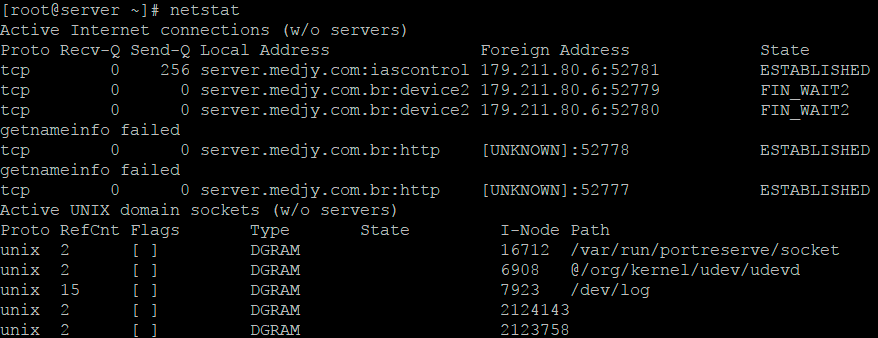 [root@server ~]# netstat
Active Internet connections (w/o servers)
Proto Recv-Q Send-Q Local Address               Foreign Address             State
tcp        0    256 server.medjy.com:iascontrol 179.211.80.6:52781          ESTABLISHED
tcp        0      0 server.medjy.com.br:device2 179.211.80.6:52779          FIN_WAIT2
tcp        0      0 server.medjy.com.br:device2 179.211.80.6:52780          FIN_WAIT2
getnameinfo failed
tcp        0      0 server.medjy.com.br:http    [UNKNOWN]:52778             ESTABLISHED
getnameinfo failed
tcp        0      0 server.medjy.com.br:http    [UNKNOWN]:52777             ESTABLISHED
Active UNIX domain sockets (w/o servers)
Proto RefCnt Flags       Type       State         I-Node Path
unix  2      [ ]         DGRAM                    16712  /var/run/portreserve/socket
unix  2      [ ]         DGRAM                    6908   @/org/kernel/udev/udevd
unix  15     [ ]         DGRAM                    7923   /dev/log
unix  2      [ ]         DGRAM                    2124143
unix  2      [ ]         DGRAM                    2123758